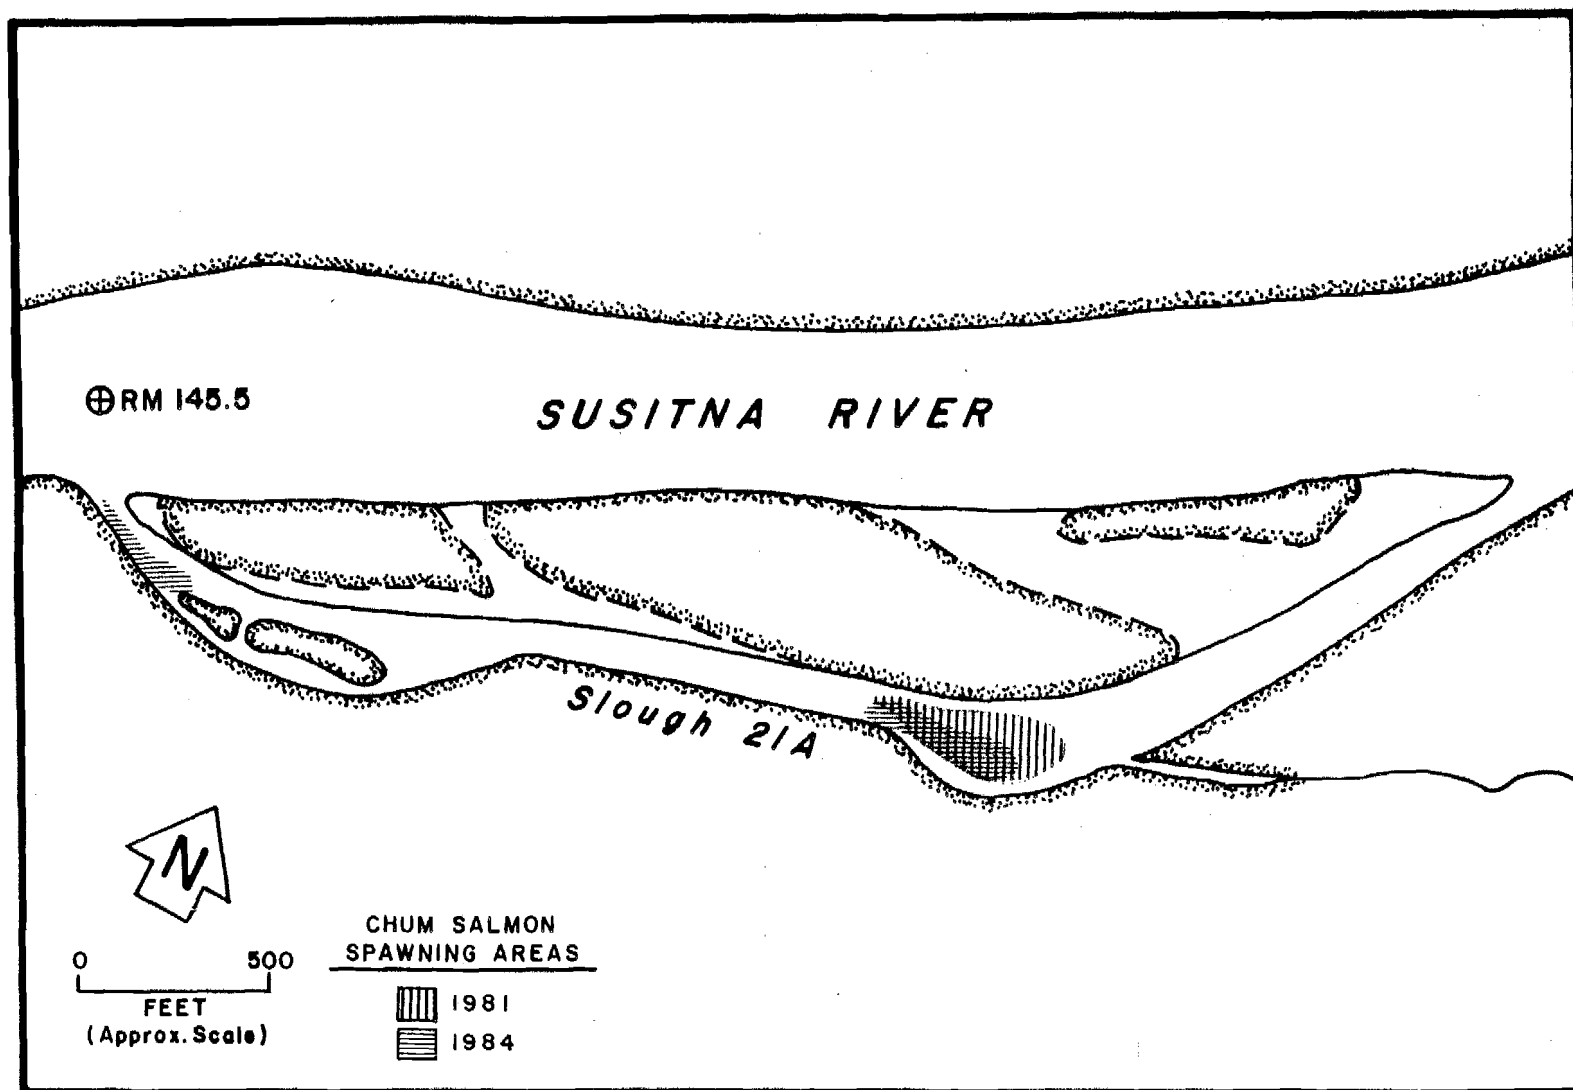 ⊕ RM 145.5
SUSITNA RIVER
Slough 21A
N
0 500
FEET
(Approx. Scale)
CHUM SALMON
SPAWNING AREAS
1981
1984